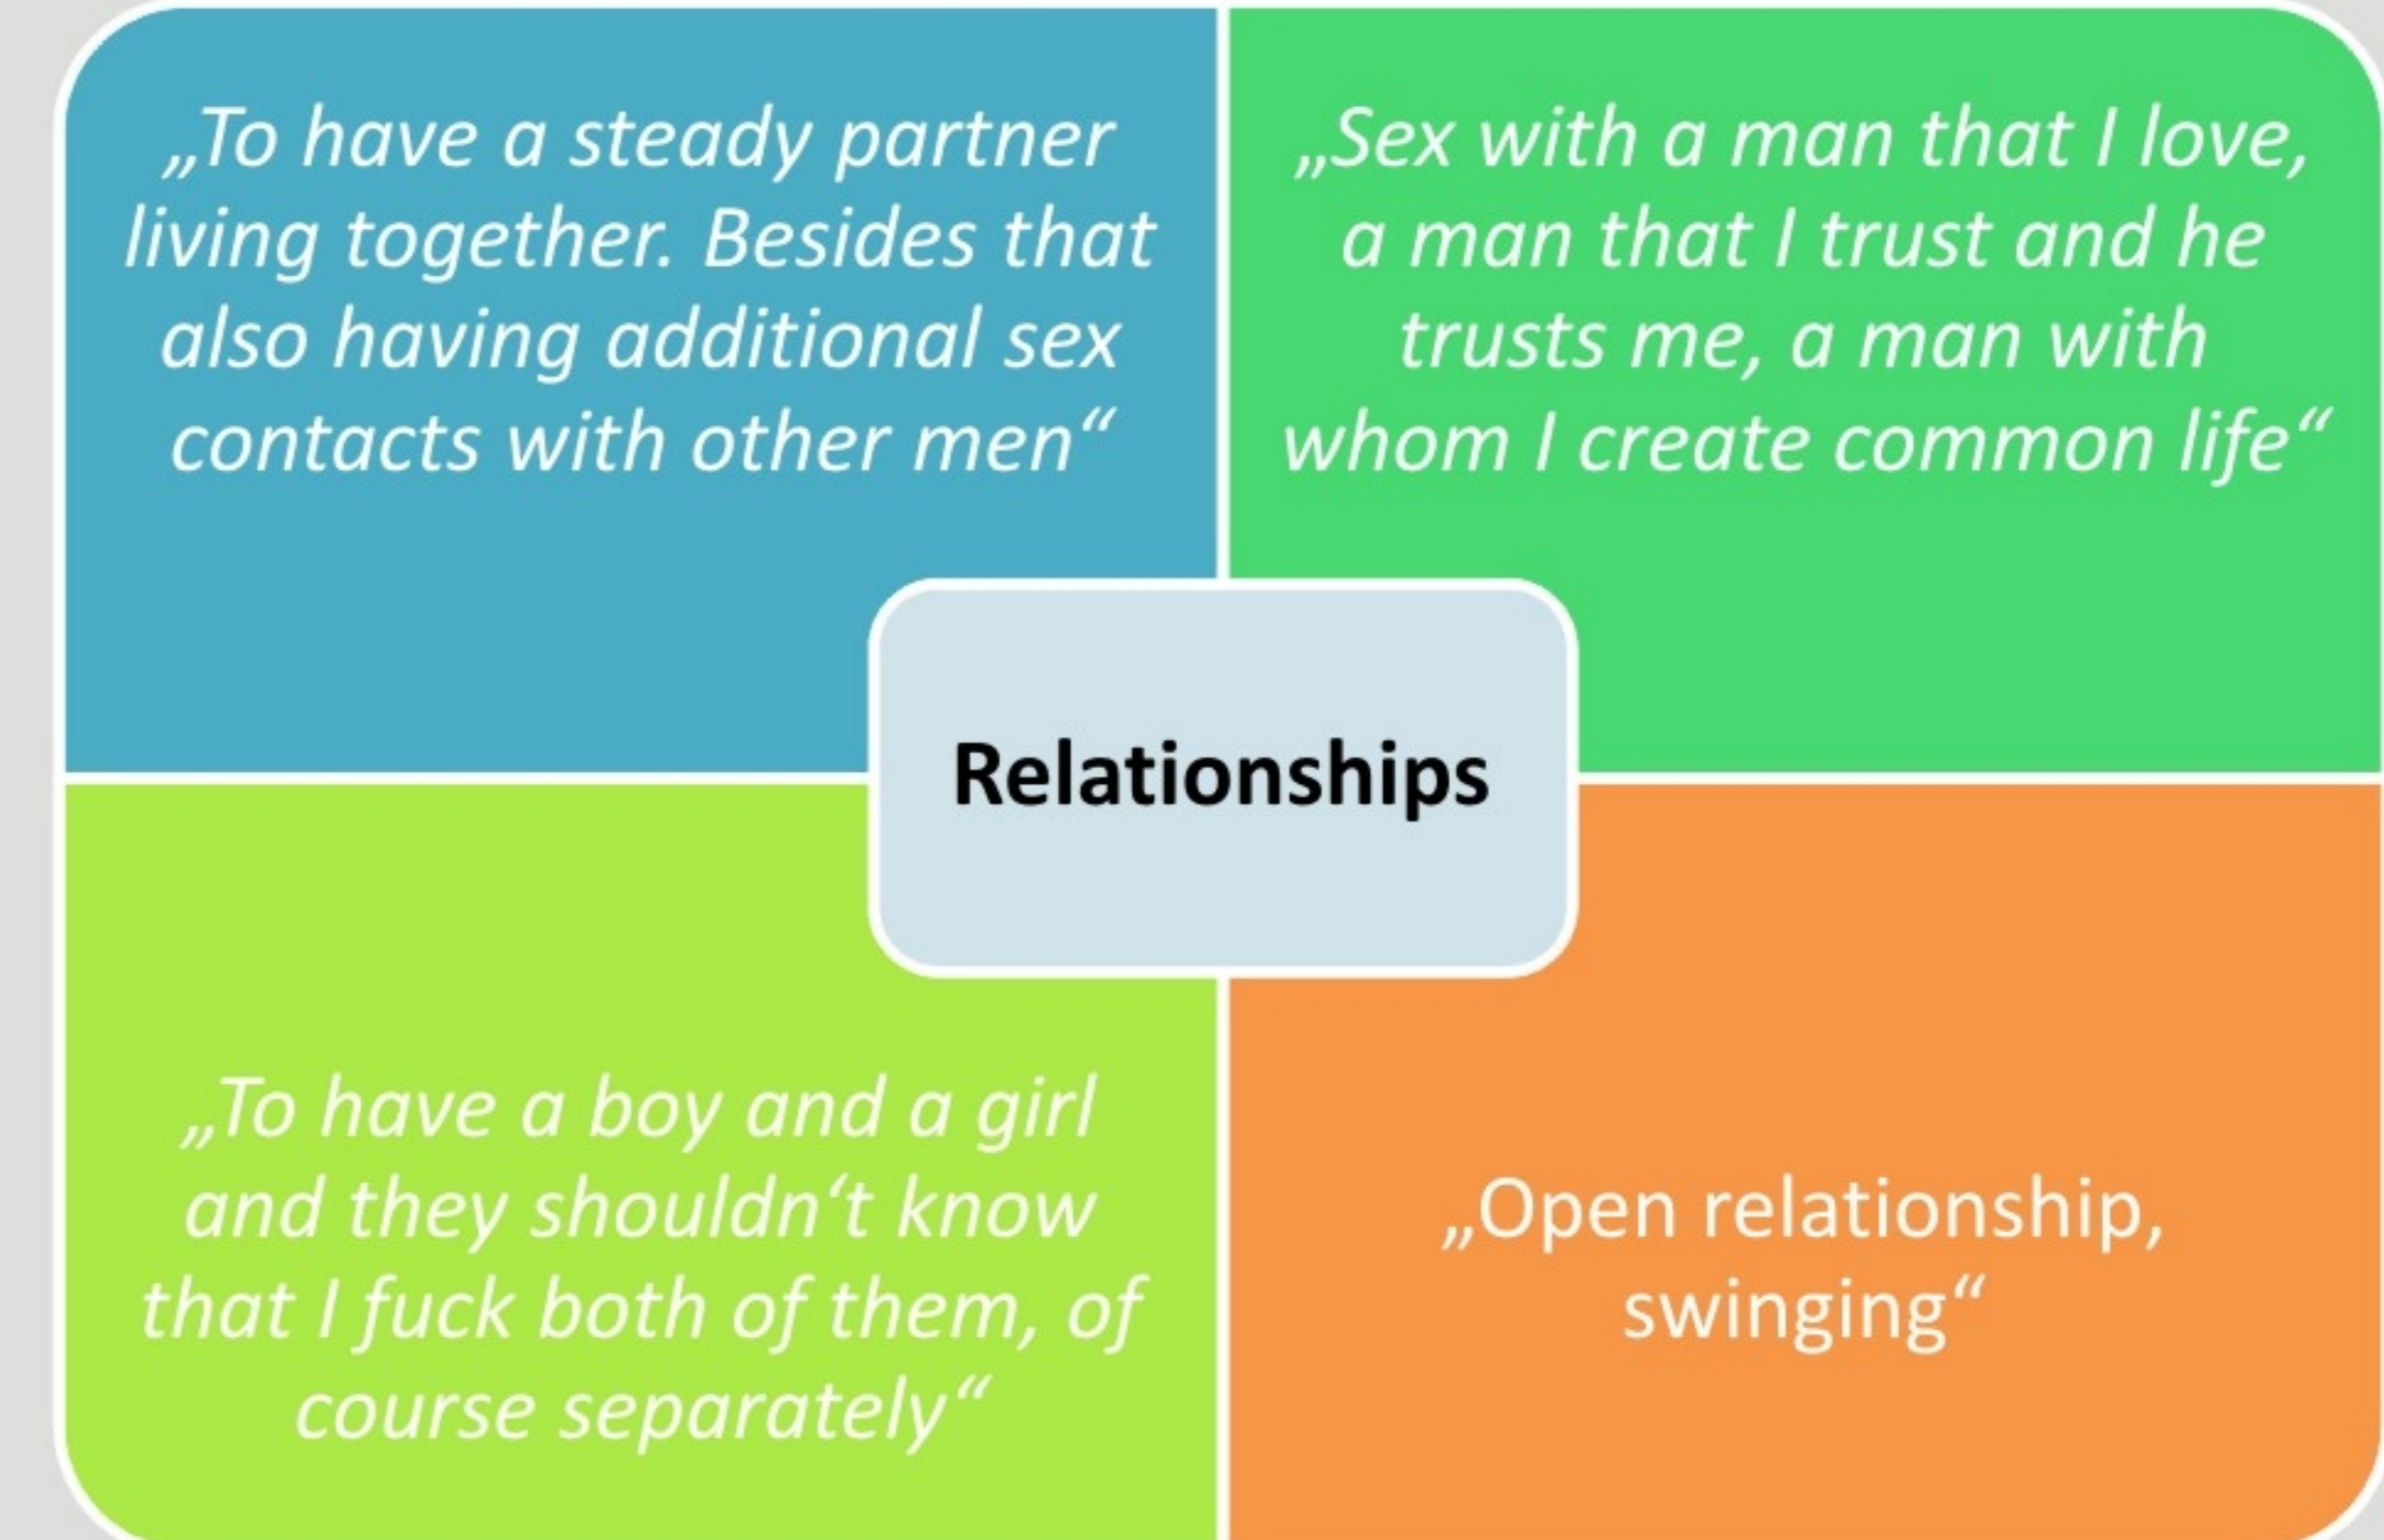 „To have a steady partner
living together. Besides that
also having additional sex
contacts with other men“
„Sex with a man that I love,
a man that I trust and he
trusts me, a man with
whom I create common life“
Relationships
„To have a boy and a girl
and they shouldn‘t know
that I fuck both of them, of
course separately“
„Open relationship,
swinging“